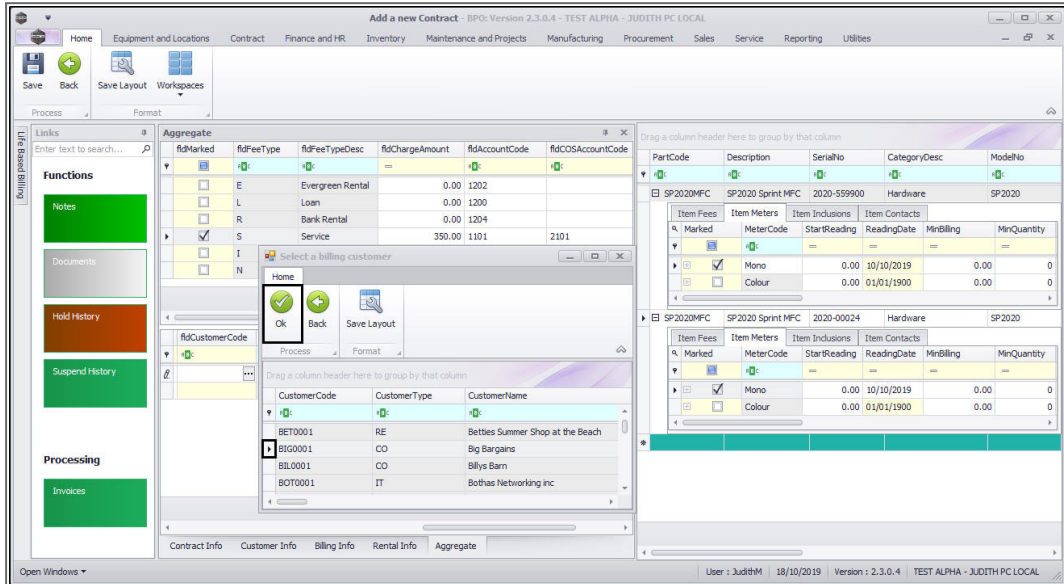 Add a new Contract - BPO: Version 2.3.0.4 - TEST ALPHA - JUDITH PC LOCAL
Home Equipment and Locations Contract Finance and HR Inventory Maintenance and Projects Manufacturing Procurement Sales Service Reporting Utilities
Save Back Save Layout Workspaces
Process Format
Life Based Billing
Links
Enter text to search...
Functions
Notes
Documents
Hold History
Suspend History
Processing
Invoices
Aggregate
fldMarked fldFeeType fldFeeTypeDesc fldChargeAmount fldAccountCode fldCOSAccountCode
E Evergreen Rental 0.00 1202
L Loan 0.00 1200
R Bank Rental 0.00 1204
S Service 350.00 1101 2101
I
N
fldCustomerCode
Select a billing customer
Home
Ok Back Save Layout
Process Format
Drag a column header here to group by that column
CustomerCode CustomerType CustomerName
BET0001 RE Betties Summer Shop at the Beach
BIG0001 CO Big Bargains
BIL0001 CO Billys Barn
BOT0001 IT Bothas Networking inc
Contract Info Customer Info Billing Info Rental Info Aggregate
Drag a column header here to group by that column
PartCode Description SerialNo CategoryDesc ModelNo
SP2020MFC SP2020 Sprint MFC 2020-559900 Hardware SP2020
Item Fees Item Meters Item Inclusions Item Contacts
Marked MeterCode StartReading ReadingDate MinBilling MinQuantity
Mono 0.00 10/10/2019 0.00 0
Colour 0.00 01/01/1900 0.00 0
SP2020MFC SP2020 Sprint MFC 2020-00024 Hardware SP2020
Item Fees Item Meters Item Inclusions Item Contacts
Marked MeterCode StartReading ReadingDate MinBilling MinQuantity
Mono 0.00 10/10/2019 0.00 0
Colour 0.00 01/01/1900 0.00 0
Open Windows User : JudithM 18/10/2019 Version : 2.3.0.4 TEST ALPHA - JUDITH PC LOCAL